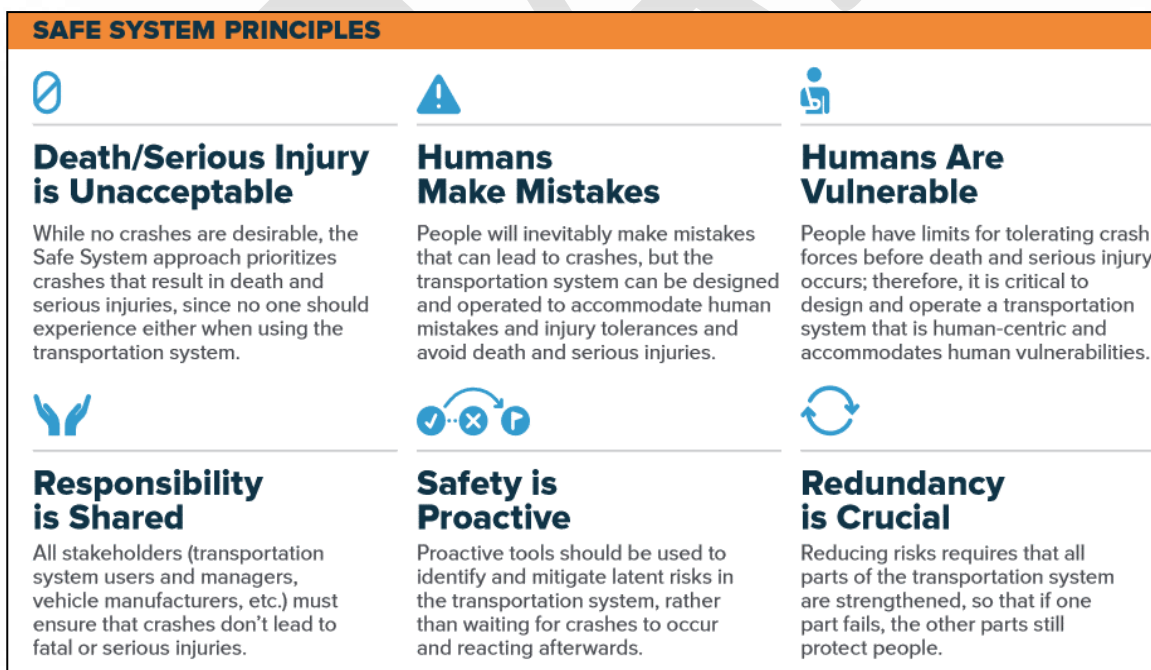 SAFE SYSTEM PRINCIPLES
Death/Serious Injury
is Unacceptable
While no crashes are desirable, the
Safe System approach prioritizes
crashes that result in death and
serious injuries, since no one should
experience either when using the
transportation system.
Humans
Make Mistakes
People will inevitably make mistakes
that can lead to crashes, but the
transportation system can be designed
and operated to accommodate human
mistakes and injury tolerances and
avoid death and serious injuries.
Humans Are
Vulnerable
People have limits for tolerating crash
forces before death and serious injury
occurs; therefore, it is critical to
design and operate a transportation
system that is human-centric and
accommodates human vulnerabilities.
Responsibility
is Shared
All stakeholders (transportation
system users and managers,
vehicle manufacturers, etc.) must
ensure that crashes don't lead to
fatal or serious injuries.
Safety is
Proactive
Proactive tools should be used to
identify and mitigate latent risks in
the transportation system, rather
than waiting for crashes to occur
and reacting afterwards.
Redundancy
is Crucial
Reducing risks requires that all
parts of the transportation system
are strengthened, so that if one
part fails, the other parts still
protect people.